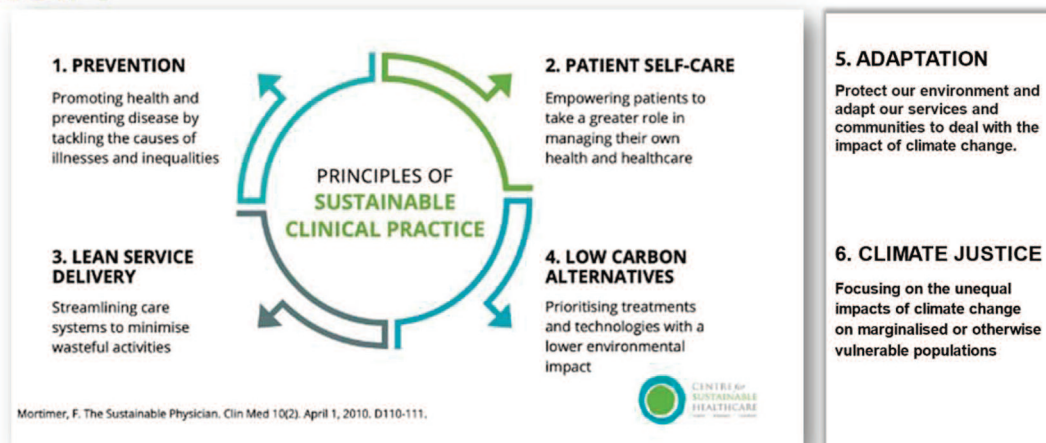 1. PREVENTION
Promoting health and
preventing disease by
tackling the causes of
illnesses and inequalities
2. PATIENT SELF-CARE
Empowering patients to
take a greater role in
managing their own
health and healthcare
PRINCIPLES OF
SUSTAINABLE
CLINICAL PRACTICE
3. LEAN SERVICE
DELIVERY
Streamlining care
systems to minimise
wasteful activities
4. LOW CARBON
ALTERNATIVES
Prioritising treatments
and technologies with a
lower environmental
impact
CENTRE for
SUSTAINABLE
HEALTHCARE
Mortimer, F. The Sustainable Physician. Clin Med 10(2). April 1, 2010. D110-111.
5. ADAPTATION
Protect our environment and
adapt our services and
communities to deal with the
impact of climate change.
6. CLIMATE JUSTICE
Focusing on the unequal
impacts of climate change
on marginalised or otherwise
vulnerable populations